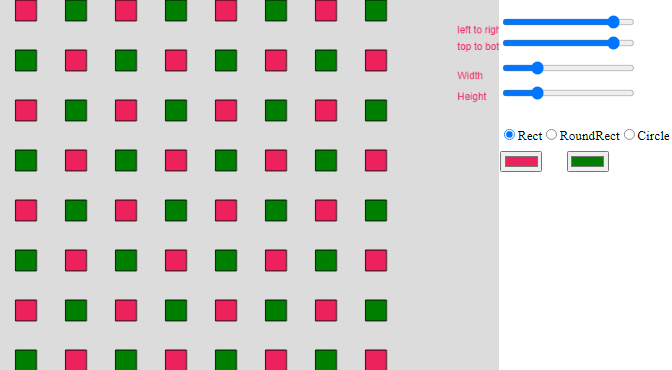 left to righ
top to bot
Width
Height
Rect RoundRect Circle